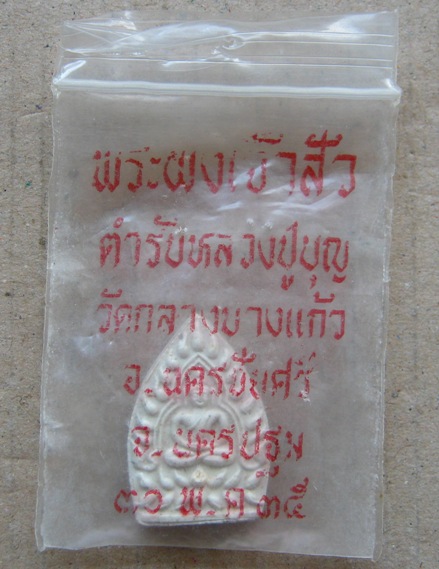 พระผงเจ้าสัว
ตำรับหลวงปู่บุญ
วัดกลางบางแก้ว
อ.นครชัยศรี
จ.นครปฐม
๓๐ พ.ค ๓๕